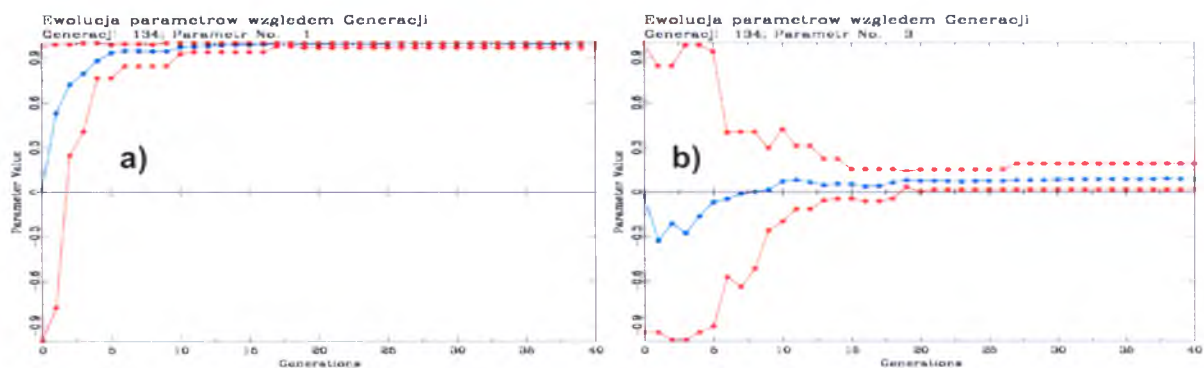 Ewolucja parametrow wzgledem Generacji
Generacji: 134; Parametr No. 1
0.9
0.6
0.3
0
-0.3
-0.6
-0.9
Parameter Value
a)
0 5 10 15 20 25 30 35 40
Generations
Ewolucja parametrow wzgledem Generacji
Generacji: 134; Parametr No. 3
0.9
0.6
0.3
0
-0.3
-0.6
-0.9
Parameter Value
b)
0 5 10 15 20 25 30 35 40
Generations